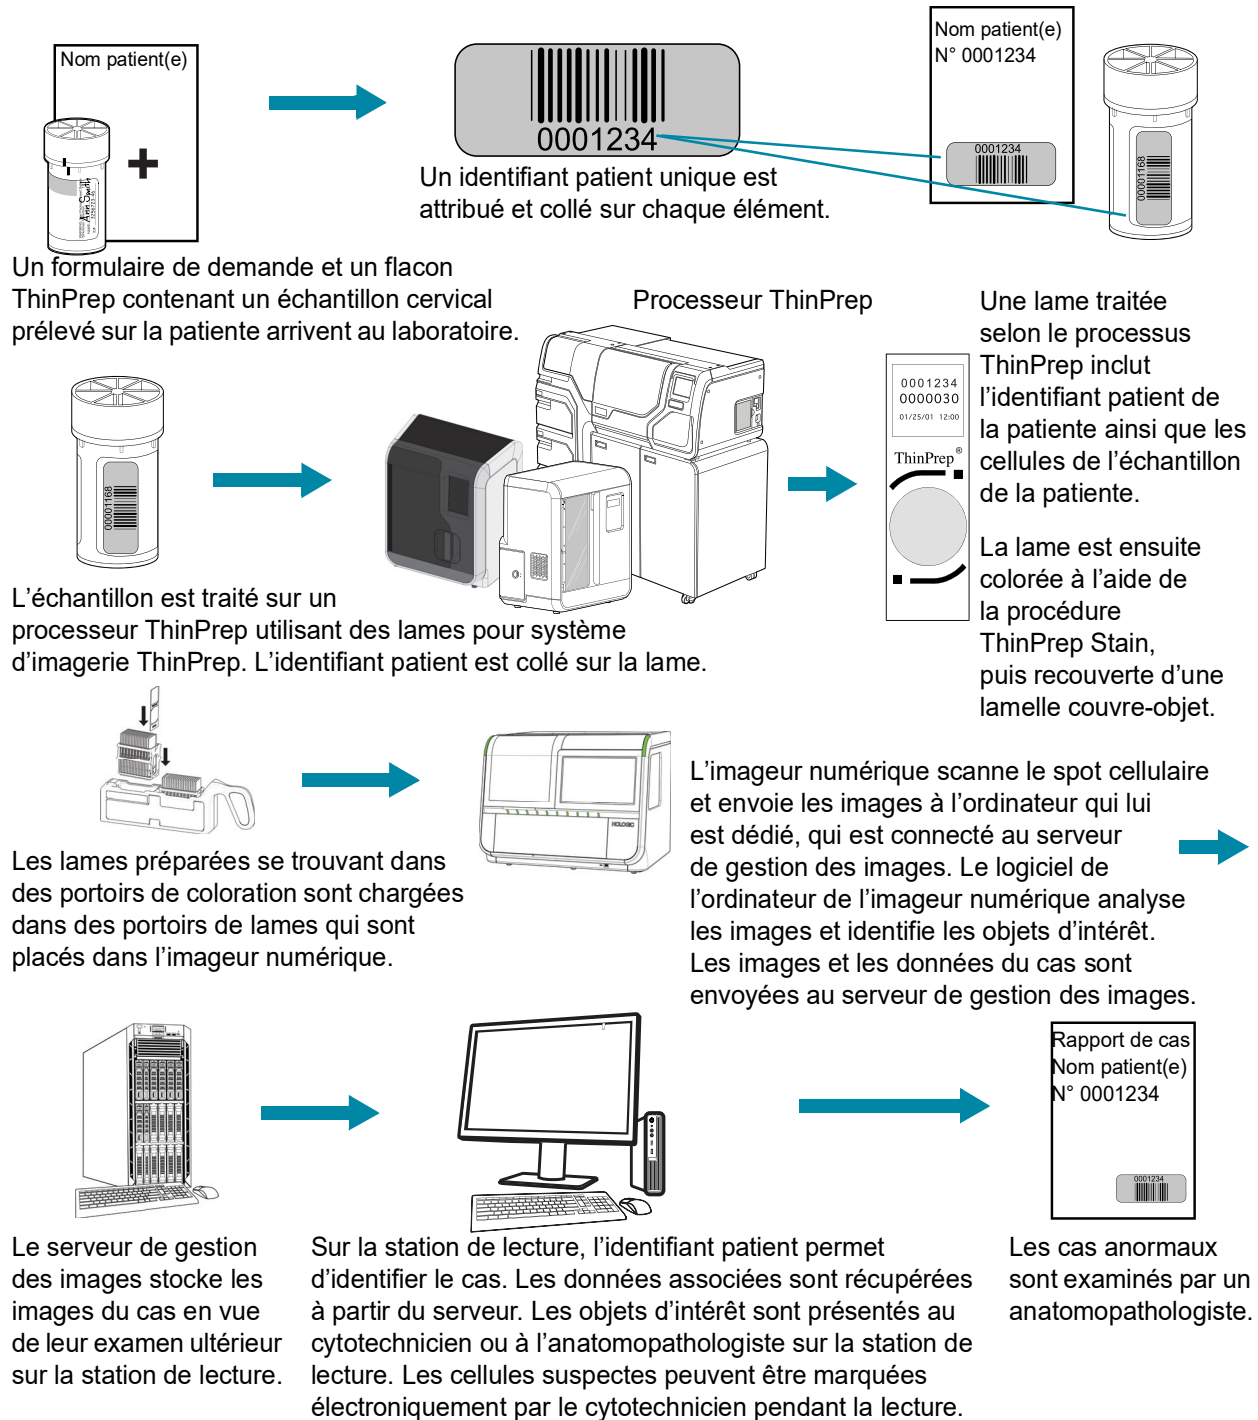 Nom patient(e)
Ann Smith
0001234
Un identifiant patient unique est
attribué et collé sur chaque élément.
Nom patient(e)
N° 0001234
0001234
00001168
Un formulaire de demande et un flacon
ThinPrep contenant un échantillon cervical
prélevé sur la patiente arrivent au laboratoire.
00001168
Processeur ThinPrep
0001234
0000030
01/25/01 12:00
ThinPrep®
Une lame traitée
selon le processus
ThinPrep inclut
l’identifiant patient de
la patiente ainsi que les
cellules de l’échantillon
de la patiente.
La lame est ensuite
colorée à l’aide de
la procédure
ThinPrep Stain,
puis recouverte d’une
lamelle couvre-objet.
L’échantillon est traité sur un
processeur ThinPrep utilisant des lames pour système
d’imagerie ThinPrep. L’identifiant patient est collé sur la lame.
HOLOGIC
Les lames préparées se trouvant dans
des portoirs de coloration sont chargées
dans des portoirs de lames qui sont
placés dans l’imageur numérique.
L’imageur numérique scanne le spot cellulaire
et envoie les images à l’ordinateur qui lui
est dédié, qui est connecté au serveur
de gestion des images. Le logiciel de
l’ordinateur de l’imageur numérique analyse
les images et identifie les objets d’intérêt.
Les images et les données du cas sont
envoyées au serveur de gestion des images.
Le serveur de gestion
des images stocke les
images du cas en vue
de leur examen ultérieur
sur la station de lecture.
Sur la station de lecture, l’identifiant patient permet
d’identifier le cas. Les données associées sont récupérées
à partir du serveur. Les objets d’intérêt sont présentés au
cytotechnicien ou à l’anatomopathologiste sur la station de
lecture. Les cellules suspectes peuvent être marquées
électroniquement par le cytotechnicien pendant la lecture.
Rapport de cas
Nom patient(e)
N° 0001234
0001234
Les cas anormaux
sont examinés par un
anatomopathologiste.